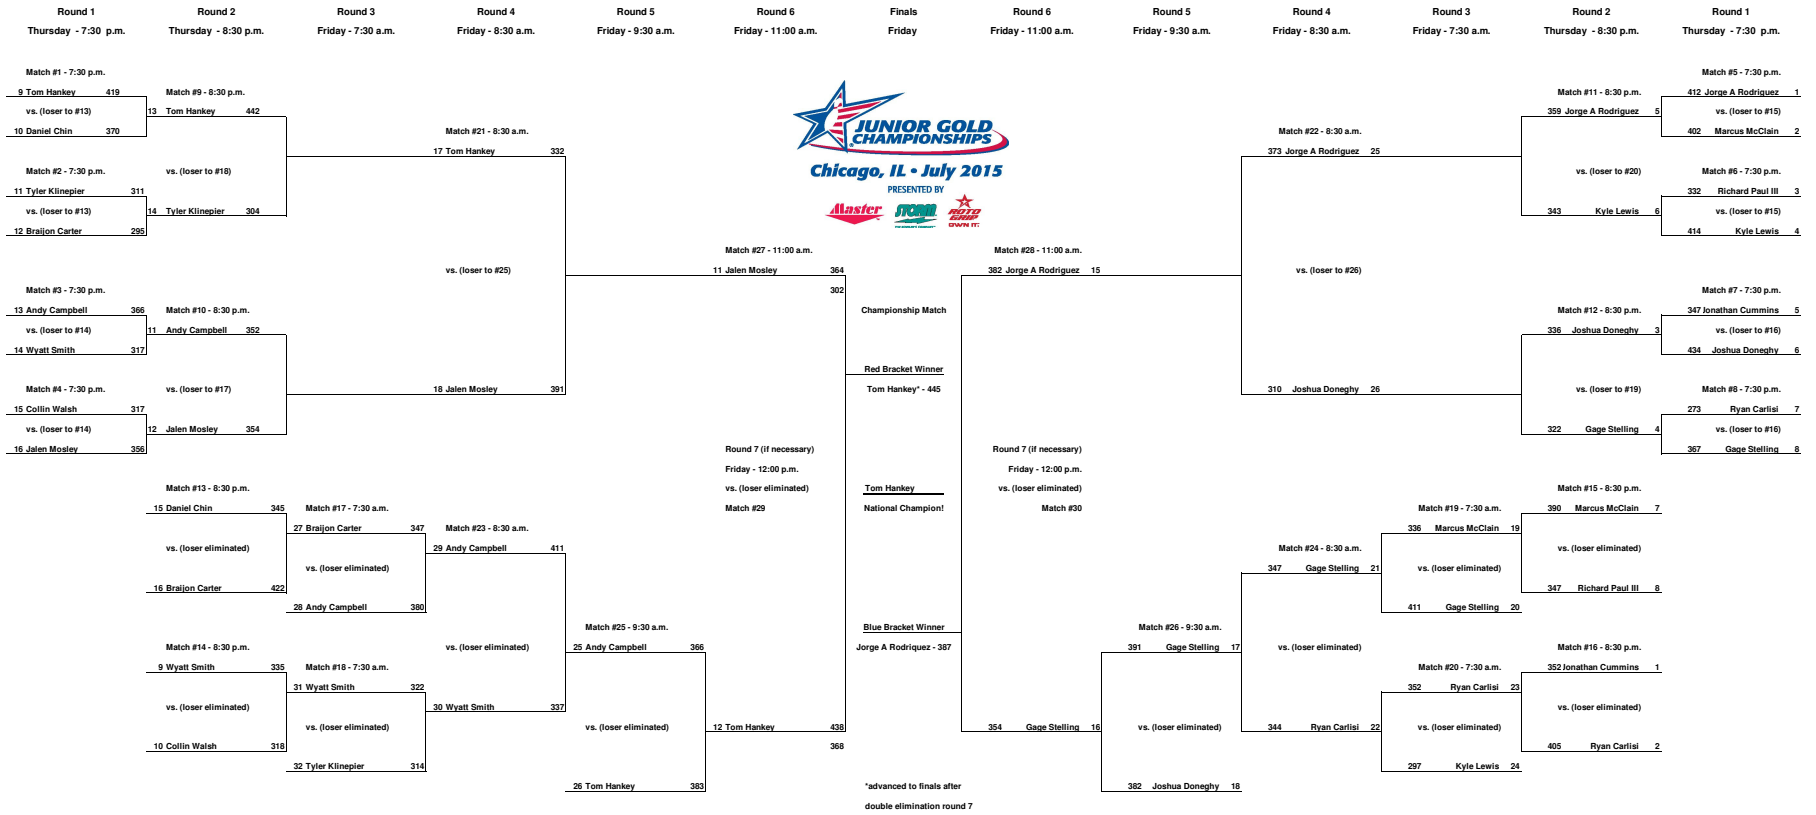 Round 1 Round 2 Round 3 Round 4 Round 5 Round 6 Finals Round 6 Round 5 Round 4 Round 3 Round 2 Round 1
Thursday - 7:30 p.m. Thursday - 8:30 p.m. Friday - 7:30 a.m. Friday - 8:30 a.m. Friday - 9:30 a.m. Friday - 11:00 a.m. Friday Friday - 11:00 a.m. Friday - 9:30 a.m. Friday - 8:30 a.m. Friday - 7:30 a.m. Thursday - 8:30 p.m. Thursday - 7:30 p.m.
Match #1 - 7:30 p.m. Match #5 - 7:30 p.m.
9 Tom Hankey 419 Match #9 - 8:30 p.m. Match #11 - 8:30 p.m. 412 Jorge A Rodriguez 1
vs. (loser to #13) 13 Tom Hankey 442 359 Jorge A Rodriguez 5 vs. (loser to #15)
10 Daniel Chin 370 Match #21 - 8:30 a.m. JUNIOR GOLD CHAMPIONSHIPS ® Match #22 - 8:30 a.m. 402 Marcus McClain 2
17 Tom Hankey 332 373 Jorge A Rodriguez 25
Match #2 - 7:30 p.m. vs. (loser to #18) Chicago, IL • July 2015 vs. (loser to #20) Match #6 - 7:30 p.m.
11 Tyler Klinepier 311 PRESENTED BY 332 Richard Paul III 3
vs. (loser to #13) 14 Tyler Klinepier 304 Master STORM ROTO GRIP OWN IT. 343 Kyle Lewis 6 vs. (loser to #15)
12 Braijon Carter 295 414 Kyle Lewis 4
Match #27 - 11:00 a.m. Match #28 - 11:00 a.m.
vs. (loser to #25) 11 Jalen Mosley 364 382 Jorge A Rodriguez 15 vs. (loser to #26)
Match #3 - 7:30 p.m. 302 Match #7 - 7:30 p.m.
13 Andy Campbell 366 Match #10 - 8:30 p.m. Championship Match Match #12 - 8:30 p.m. 347 Jonathan Cummins 5
vs. (loser to #14) 11 Andy Campbell 352 336 Joshua Doneghy 3 vs. (loser to #16)
14 Wyatt Smith 317 434 Joshua Doneghy 6
Red Bracket Winner
Match #4 - 7:30 p.m. vs. (loser to #17) 18 Jalen Mosley 391 Tom Hankey* - 445 310 Joshua Doneghy 26 vs. (loser to #19) Match #8 - 7:30 p.m.
15 Collin Walsh 317 273 Ryan Carlisi 7
vs. (loser to #14) 12 Jalen Mosley 354 322 Gage Stelling 4 vs. (loser to #16)
16 Jalen Mosley 356 Round 7 (if necessary) Round 7 (if necessary) 367 Gage Stelling 8
Friday - 12:00 p.m. Friday - 12:00 p.m.
Match #13 - 8:30 p.m. vs. (loser eliminated) Tom Hankey vs. (loser eliminated) Match #15 - 8:30 p.m.
15 Daniel Chin 345 Match #17 - 7:30 a.m. Match #29 National Champion! Match #30 Match #19 - 7:30 a.m. 390 Marcus McClain 7
27 Braijon Carter 347 Match #23 - 8:30 a.m. 336 Marcus McClain 19
vs. (loser eliminated) 29 Andy Campbell 411 Match #24 - 8:30 a.m. vs. (loser eliminated)
vs. (loser eliminated) 347 Gage Stelling 21 vs. (loser eliminated)
16 Braijon Carter 422 347 Richard Paul III 8
28 Andy Campbell 380 411 Gage Stelling 20
Match #25 - 9:30 a.m. Blue Bracket Winner Match #26 - 9:30 a.m.
Match #14 - 8:30 p.m. vs. (loser eliminated) 25 Andy Campbell 366 Jorge A Rodriquez - 387 391 Gage Stelling 17 vs. (loser eliminated) Match #16 - 8:30 p.m.
9 Wyatt Smith 335 Match #18 - 7:30 a.m. Match #20 - 7:30 a.m. 352 Jonathan Cummins 1
31 Wyatt Smith 322 352 Ryan Carlisi 23
vs. (loser eliminated) 30 Wyatt Smith 337 vs. (loser eliminated)
vs. (loser eliminated) vs. (loser eliminated) 12 Tom Hankey 438 354 Gage Stelling 16 vs. (loser eliminated) 344 Ryan Carlisi 22 vs. (loser eliminated)
10 Collin Walsh 318 368 405 Ryan Carlisi 2
32 Tyler Klinepier 314 297 Kyle Lewis 24
26 Tom Hankey 383 *advanced to finals after 382 Joshua Doneghy 18
double elimination round 7